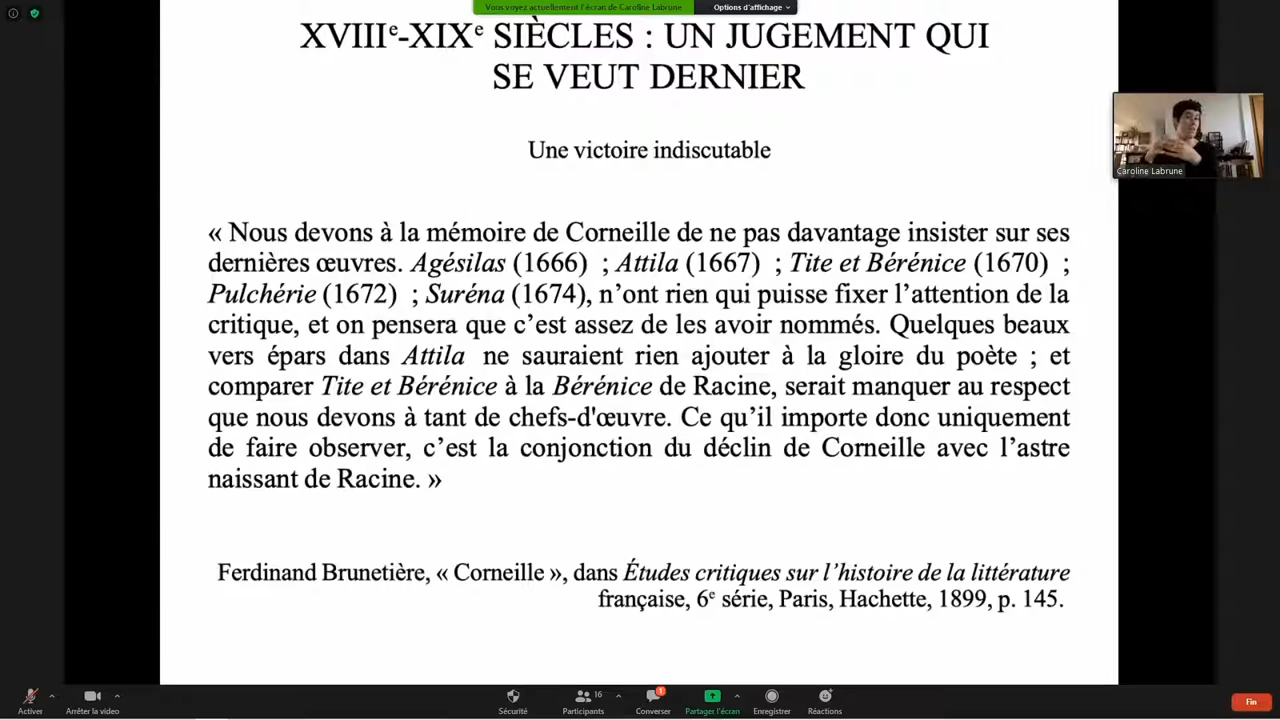 Vous voyez actuellement l'écran de Caroline Labrune
Options d'affichage
XVIIIe-XIXe SIÈCLES : UN JUGEMENT QUI
SE VEUT DERNIER
Une victoire indiscutable
Caroline Labrune
« Nous devons à la mémoire de Corneille de ne pas davantage insister sur ses
dernières œuvres. Agésilas (1666) ; Attila (1667) ; Tite et Bérénice (1670) ;
Pulchérie (1672) ; Suréna (1674), n’ont rien qui puisse fixer l’attention de la
critique, et on pensera que c’est assez de les avoir nommés. Quelques beaux
vers épars dans Attila ne sauraient rien ajouter à la gloire du poète ; et
comparer Tite et Bérénice à la Bérénice de Racine, serait manquer au respect
que nous devons à tant de chefs-d'œuvre. Ce qu’il importe donc uniquement
de faire observer, c’est la conjonction du déclin de Corneille avec l’astre
naissant de Racine. »
Ferdinand Brunetière, « Corneille », dans Études critiques sur l’histoire de la littérature
française, 6e série, Paris, Hachette, 1899, p. 145.
Activer
Arrêter la video
Sécurité
16
Participants
1
Converser
Partager l'écran
Enregistrer
Réactions
Fin